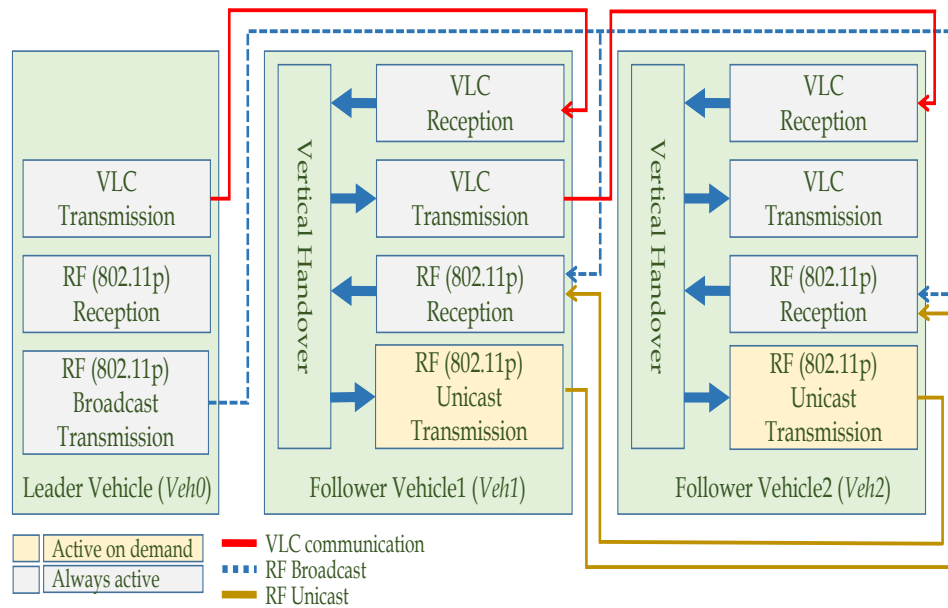 VLC
Transmission
RF (802.11p)
Reception
RF (802.11p)
Broadcast
Transmission
Leader Vehicle (Veh0)
Vertical Handover
VLC
Reception
VLC
Transmission
RF (802.11p)
Reception
RF (802.11p)
Unicast
Transmission
Follower Vehicle1 (Veh1)
Vertical Handover
VLC
Reception
VLC
Transmission
RF (802.11p)
Reception
RF (802.11p)
Unicast
Transmission
Follower Vehicle2 (Veh2)
Active on demand
Always active
VLC communication
RF Broadcast
RF Unicast